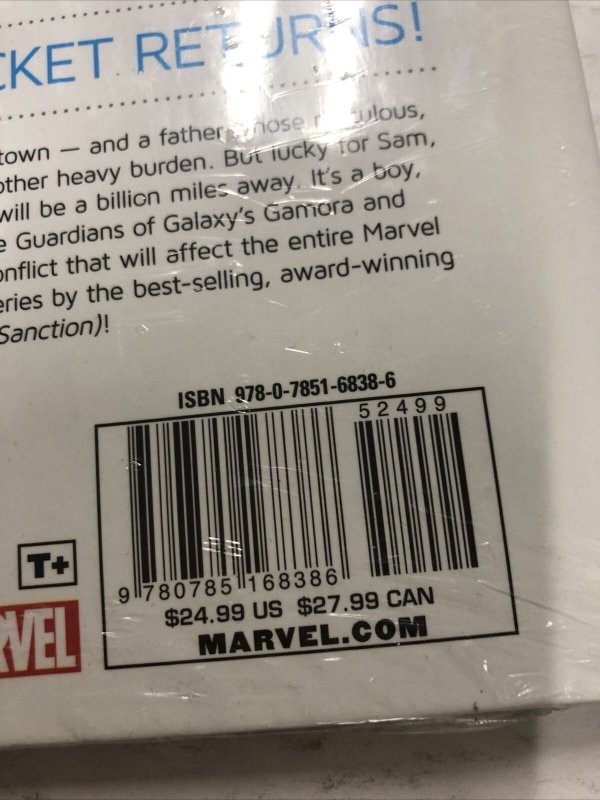 CKET RETURNS!
town — and a father whose
other heavy burden. But lucky for Sam,
will be a billion miles away. It's a boy,
e Guardians of Galaxy's Gamora and
onflict that will affect the entire Marvel
eries by the best-selling, award-winning
Sanction)!
ISBN 978-0-7851-6838-6
52499
9 780785 168386
$24.99 US $27.99 CAN
MARVEL.COM
T+
RVEL